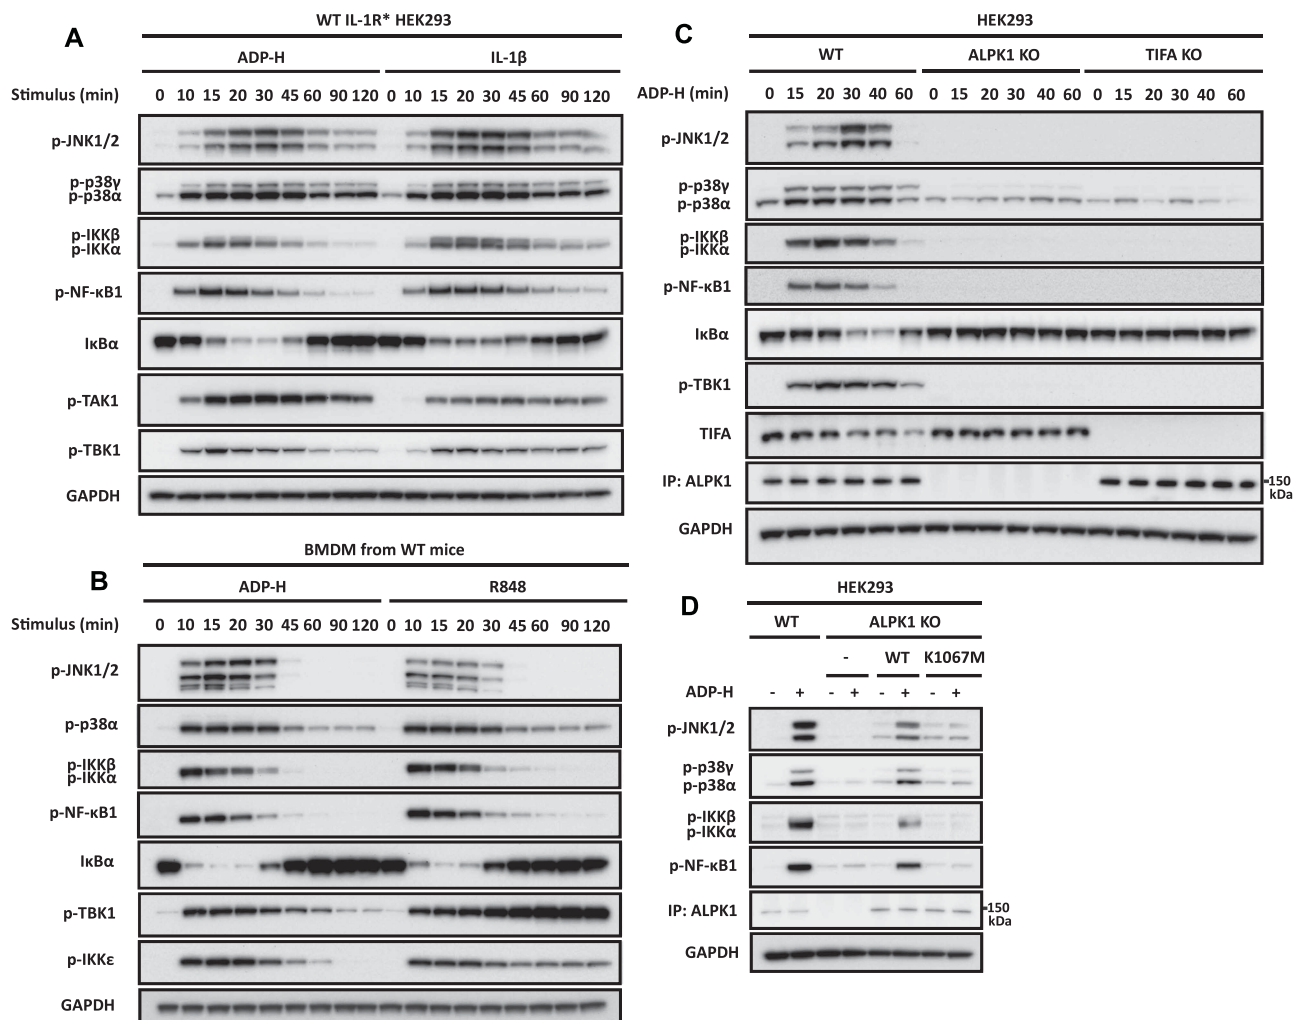 A
WT IL-1R* HEK293
ADP-H IL-1β
Stimulus (min) 0 10 15 20 30 45 60 90 120 0 10 15 20 30 45 60 90 120
p-JNK1/2
p-p38γ
p-p38α
p-IKKβ
p-IKKα
p-NF-κB1
IκBα
p-TAK1
p-TBK1
GAPDH
B
BMDM from WT mice
ADP-H R848
Stimulus (min) 0 10 15 20 30 45 60 90 120 0 10 15 20 30 45 60 90 120
p-JNK1/2
p-p38α
p-IKKβ
p-IKKα
p-NF-κB1
IκBα
p-TBK1
p-IKKε
GAPDH
C
HEK293
WT ALPK1 KO TIFA KO
ADP-H (min) 0 15 20 30 40 60 0 15 20 30 40 60 0 15 20 30 40 60
p-JNK1/2
p-p38γ
p-p38α
p-IKKβ
p-IKKα
p-NF-κB1
IκBα
p-TBK1
TIFA
IP: ALPK1 150
kDa
GAPDH
D
HEK293
WT ALPK1 KO
- WT K1067M
ADP-H - + - + - + - +
p-JNK1/2
p-p38γ
p-p38α
p-IKKβ
p-IKKα
p-NF-κB1
IP: ALPK1 150
kDa
GAPDH